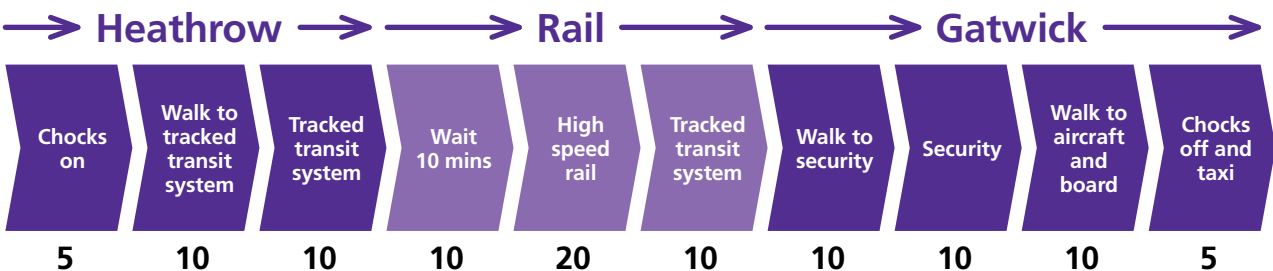 Heathrow Rail Gatwick
Chocks
on
Walk to
tracked
transit
system
Tracked
transit
system
Wait
10 mins
High
speed
rail
Tracked
transit
system
Walk to
security
Security
Walk to
aircraft
and
board
Chocks
off and
taxi
5 10 10 10 20 10 10 10 10 5